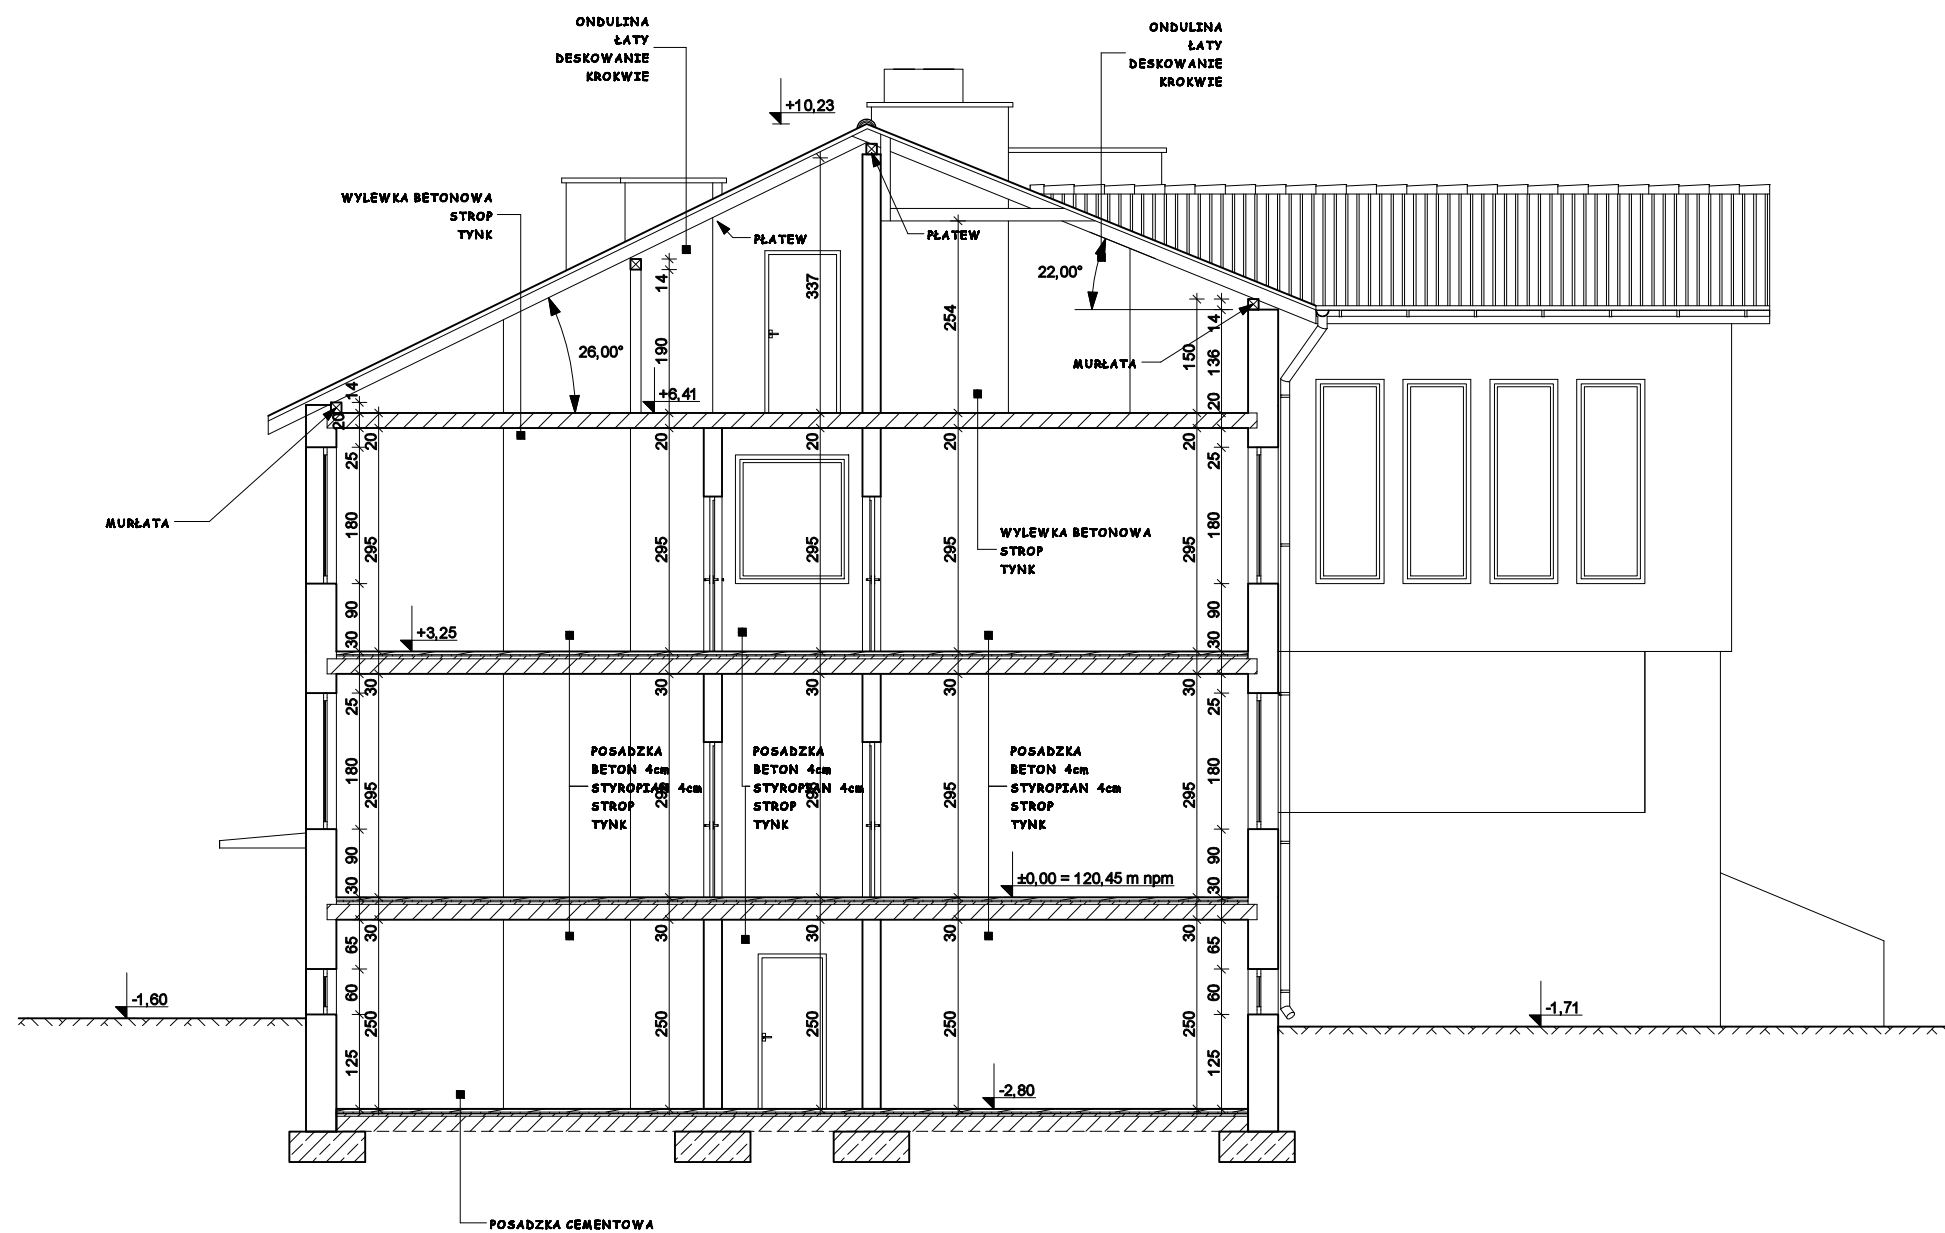 ONDULINA
ŁATY
DESKOWANIE
KROKWIE
ONDULINA
ŁATY
DESKOWANIE
KROKWIE
+10,23
WYLEWKA BETONOWA
STROP
TYNK
PŁATEW
PŁATEW
22,00°
26,00°
14
190
337
254
150
14
136
20
MURŁATA
+6,41
14
20
20
25
180
295
90
30
20
295
20
295
20
295
20
295
25
180
90
30
MURŁATA
WYLEWKA BETONOWA
STROP
TYNK
+3,25
30
25
180
295
90
30
30
295
30
295
30
295
30
295
25
180
90
30
POSADZKA
BETON 4cm
STYROPIAN 4cm
STROP
TYNK
POSADZKA
BETON 4cm
STYROPIAN 4cm
STROP
TYNK
POSADZKA
BETON 4cm
STYROPIAN 4cm
STROP
TYNK
±0,00 = 120,45 m npm
65
30
60
250
125
30
250
30
250
30
250
30
250
65
60
125
-1,60
-1,71
-2,80
POSADZKA CEMENTOWA